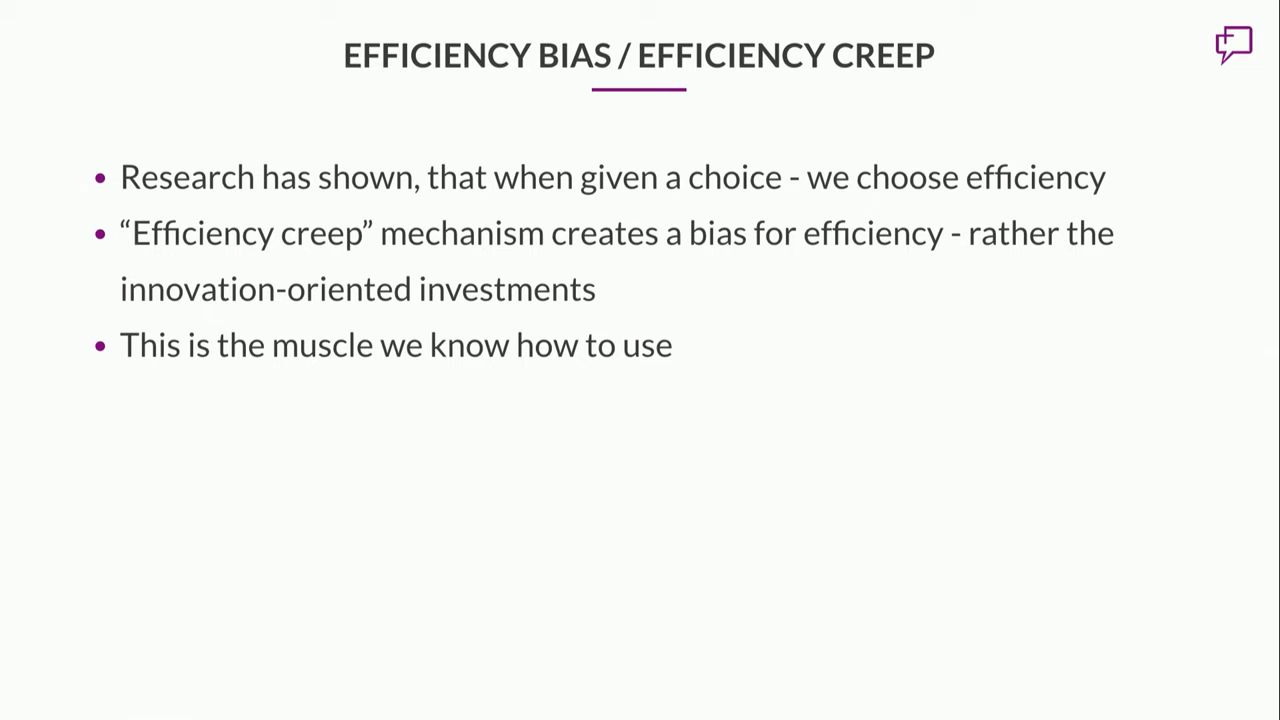 EFFICIENCY BIAS / EFFICIENCY CREEP
• Research has shown, that when given a choice - we choose efficiency
• “Efficiency creep” mechanism creates a bias for efficiency - rather the
innovation-oriented investments
• This is the muscle we know how to use